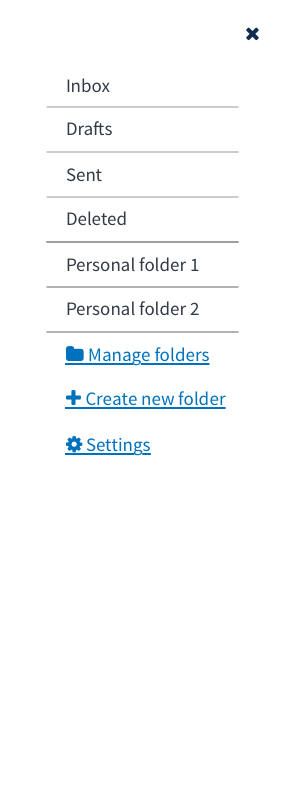 Inbox
Drafts
Sent
Deleted
Personal folder 1
Personal folder 2
Manage folders
Create new folder
Settings